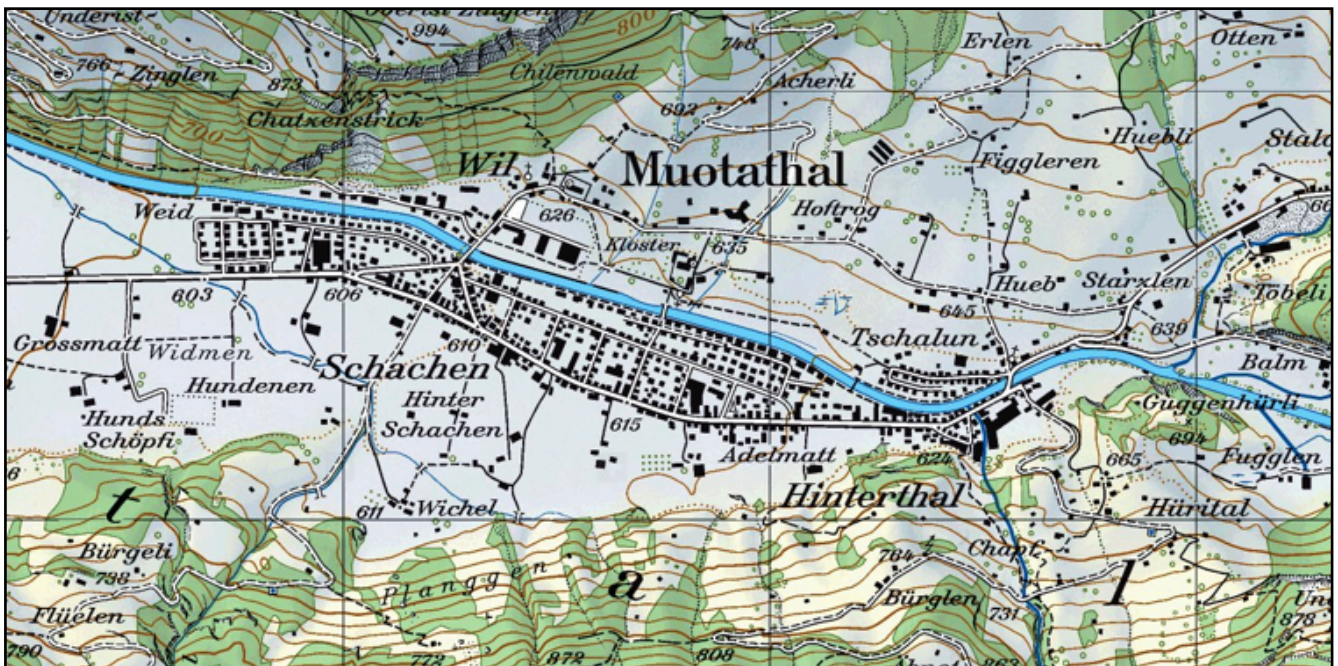 Underist
994
800
748
Erlen
Otten
766
Zinglen
873
Chilenwald
Acherli
Chatzenstrick
700
692
Huebli
Wil
Muotathal
Figgleren
Weid
626
Hoftrog
Kloster
635
603
606
Hueb
Starzlen
Töbeli
645
639
Grossmatt
Widmen
610
Tschalun
Balm
Schachen
Hundenen
Hinter
Schachen
Hunds
Schöpfi
Guggenhürli
615
694
Adelmatt
624
665
Fugglen
t
Hinterthal
611
Wichel
Hürital
Bürgeli
738
764
Chapf
Planggen
a
l
Bürglen
731
Flüelen
790
772
872
808
878
863